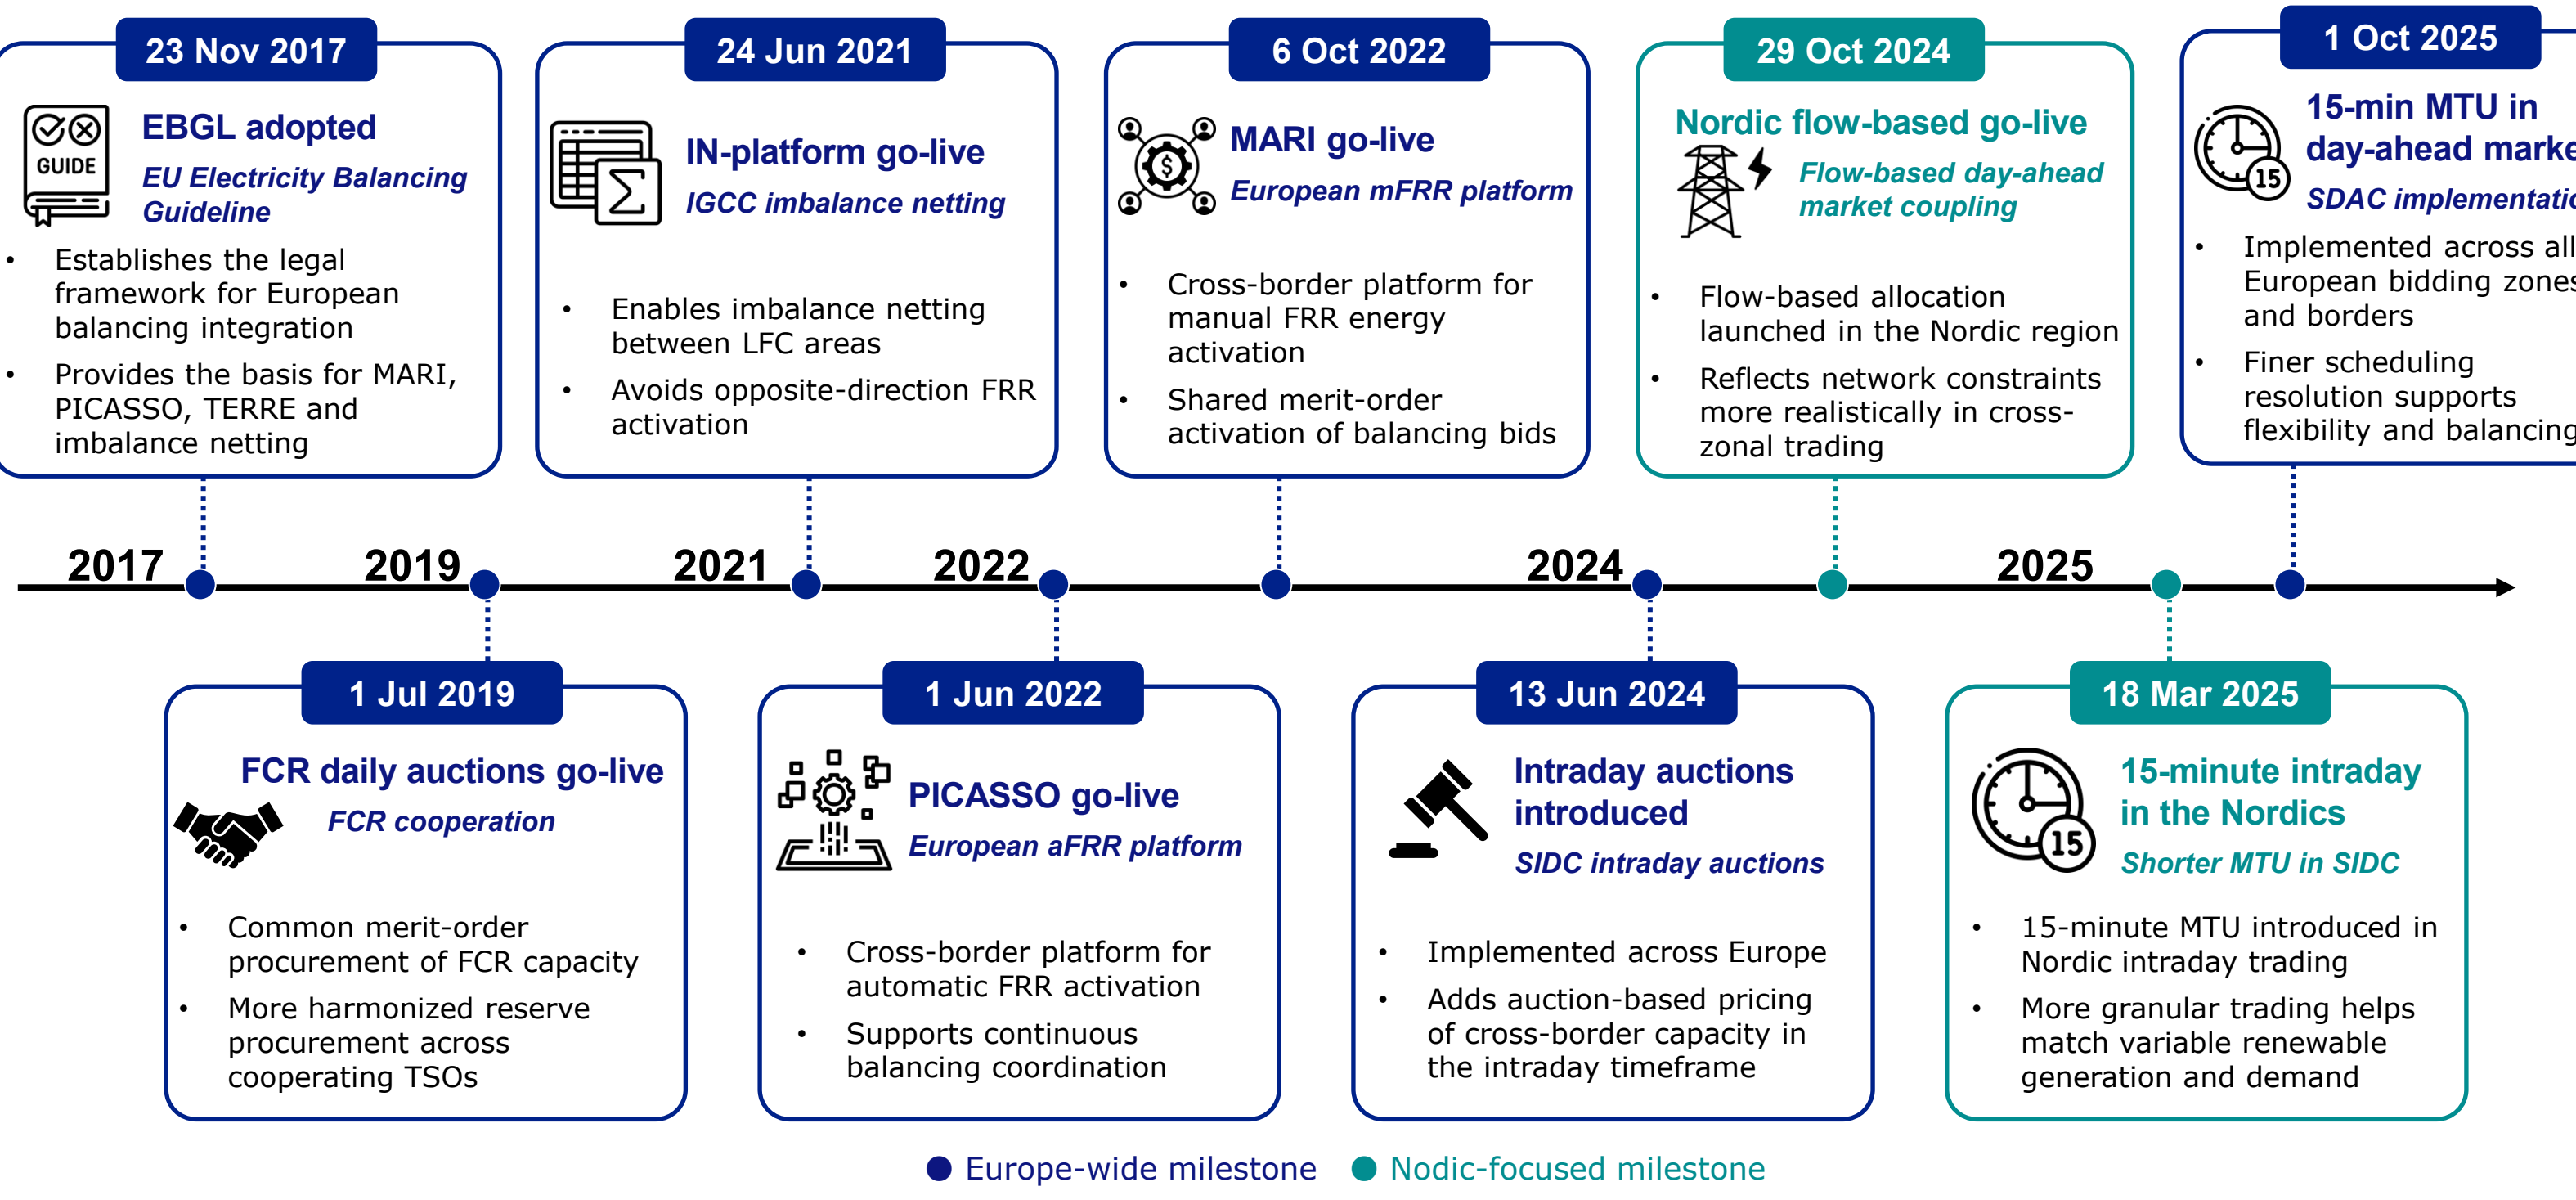 23 Nov 2017
GUIDE
EBGL adopted
EU Electricity Balancing
Guideline
• Establishes the legal
framework for European
balancing integration
• Provides the basis for MARI,
PICASSO, TERRE and
imbalance netting
24 Jun 2021
Σ
IN-platform go-live
IGCC imbalance netting
• Enables imbalance netting
between LFC areas
• Avoids opposite-direction FRR
activation
6 Oct 2022
$
MARI go-live
European mFRR platform
• Cross-border platform for
manual FRR energy
activation
• Shared merit-order
activation of balancing bids
29 Oct 2024
Nordic flow-based go-live
Flow-based day-ahead
market coupling
• Flow-based allocation
launched in the Nordic region
• Reflects network constraints
more realistically in cross-
zonal trading
1 Oct 2025
15
15-min MTU in
day-ahead marke
SDAC implementatio
• Implemented across all
European bidding zones
and borders
• Finer scheduling
resolution supports
flexibility and balancing
2017
2019
2021
2022
2024
2025
1 Jul 2019
FCR daily auctions go-live
FCR cooperation
• Common merit-order
procurement of FCR capacity
• More harmonized reserve
procurement across
cooperating TSOs
1 Jun 2022
PICASSO go-live
European aFRR platform
• Cross-border platform for
automatic FRR activation
• Supports continuous
balancing coordination
13 Jun 2024
Intraday auctions
introduced
SIDC intraday auctions
• Implemented across Europe
• Adds auction-based pricing
of cross-border capacity in
the intraday timeframe
18 Mar 2025
15
15-minute intraday
in the Nordics
Shorter MTU in SIDC
• 15-minute MTU introduced in
Nordic intraday trading
• More granular trading helps
match variable renewable
generation and demand
Europe-wide milestone
Nodic-focused milestone